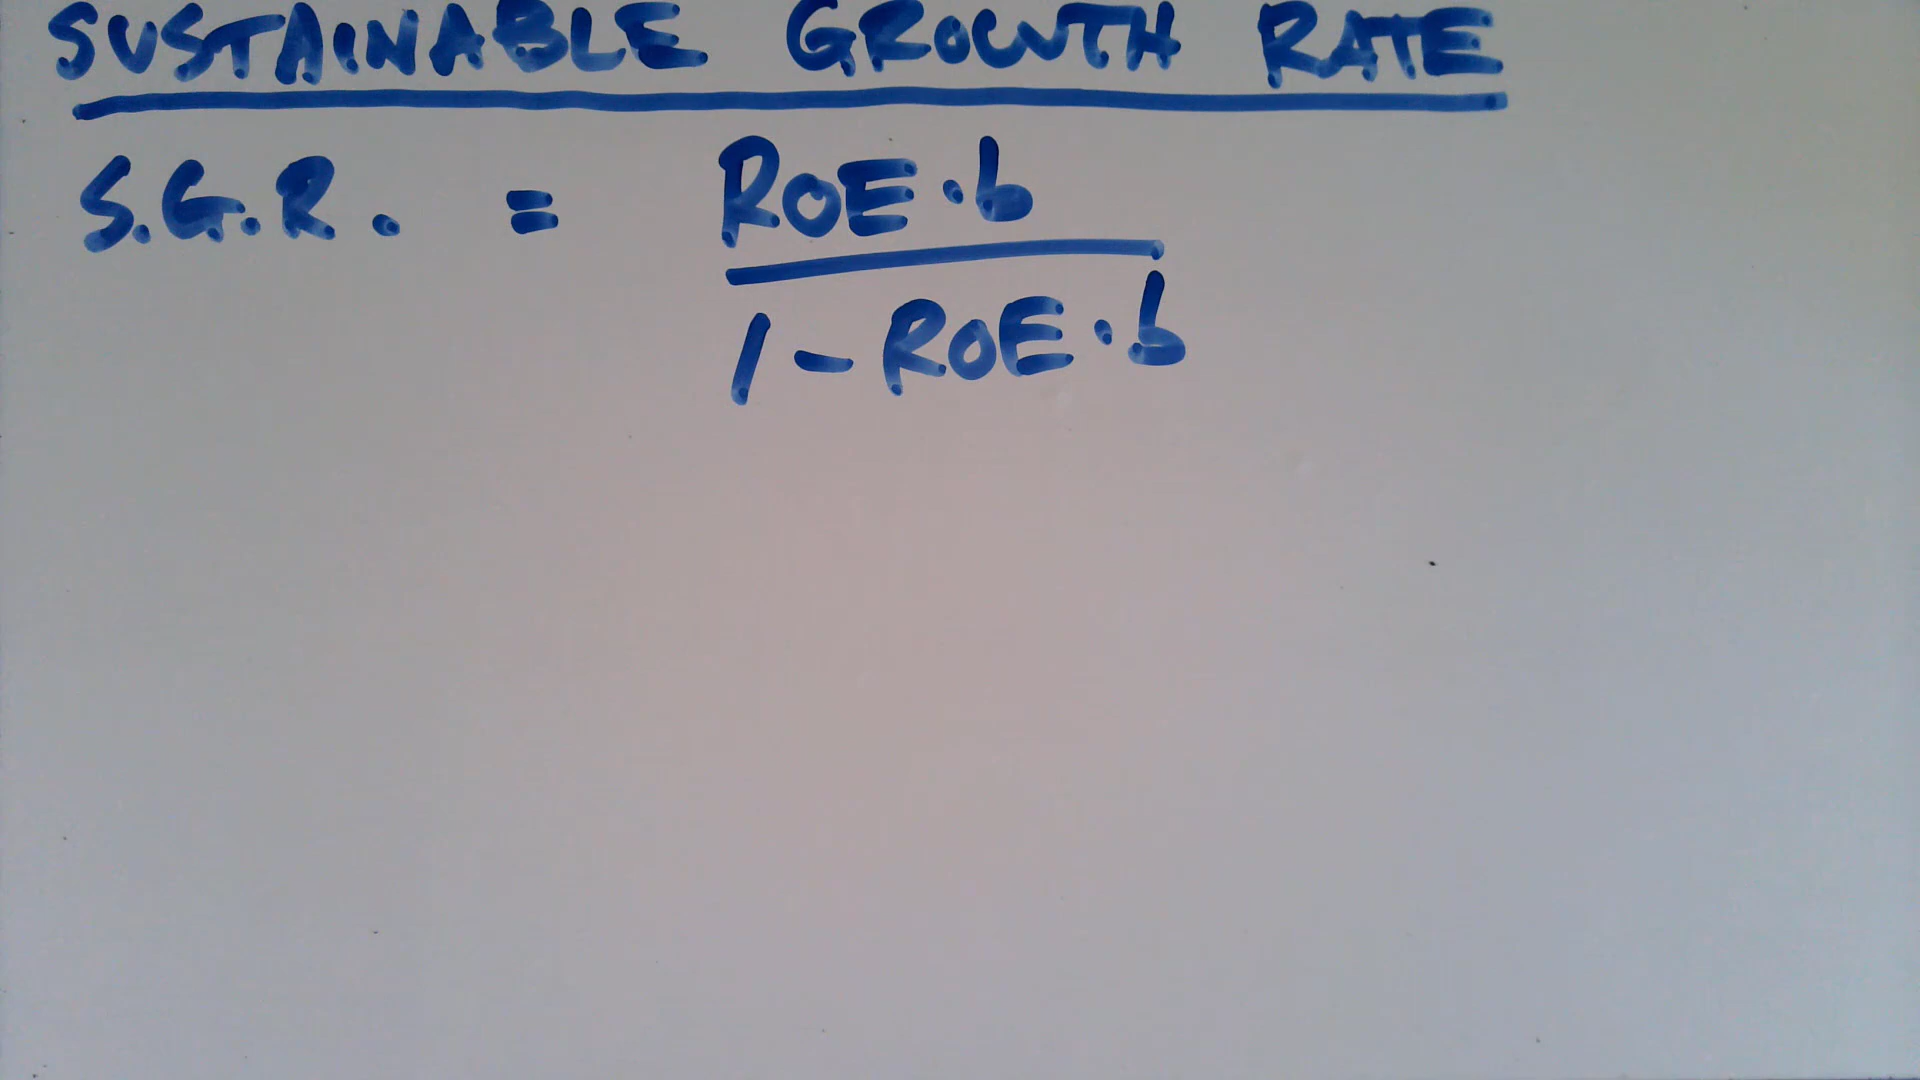 SUSTAINABLE GROWTH RATE
S.G.R. = ROE·b
1-ROE·b